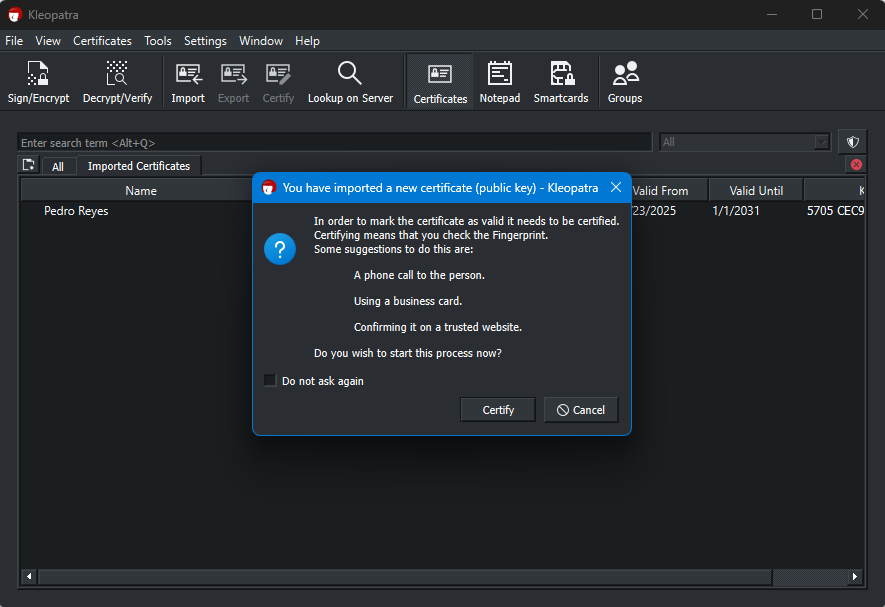 Kleopatra
File View Certificates Tools Settings Window Help
Sign/Encrypt Decrypt/Verify Import Export Certify Lookup on Server Certificates Notepad Smartcards Groups
Enter search term <Alt+Q> All
All Imported Certificates
Name Valid From Valid Until K
Pedro Reyes /23/2025 1/1/2031 5705 CEC9
You have imported a new certificate (public key) - Kleopatra
In order to mark the certificate as valid it needs to be certified.
Certifying means that you check the Fingerprint.
Some suggestions to do this are:
A phone call to the person.
Using a business card.
Confirming it on a trusted website.
Do you wish to start this process now?
Do not ask again
Certify Cancel